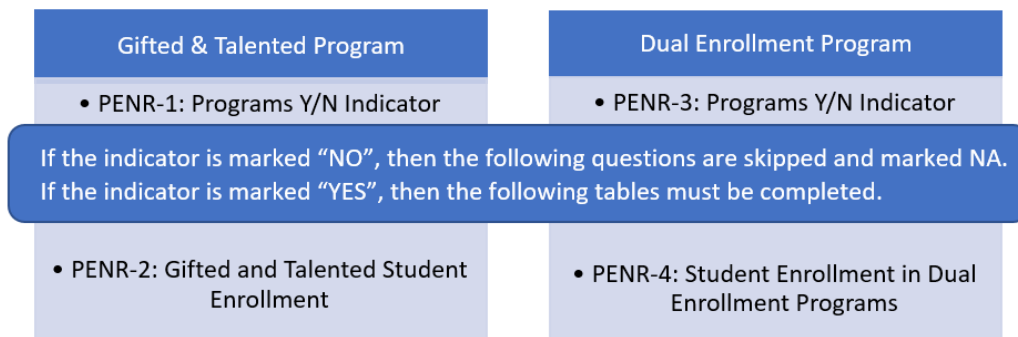 Gifted & Talented Program
• PENR-1: Programs Y/N Indicator
Dual Enrollment Program
• PENR-3: Programs Y/N Indicator
If the indicator is marked “NO”, then the following questions are skipped and marked NA.
If the indicator is marked “YES”, then the following tables must be completed.
• PENR-2: Gifted and Talented Student
Enrollment
• PENR-4: Student Enrollment in Dual
Enrollment Programs